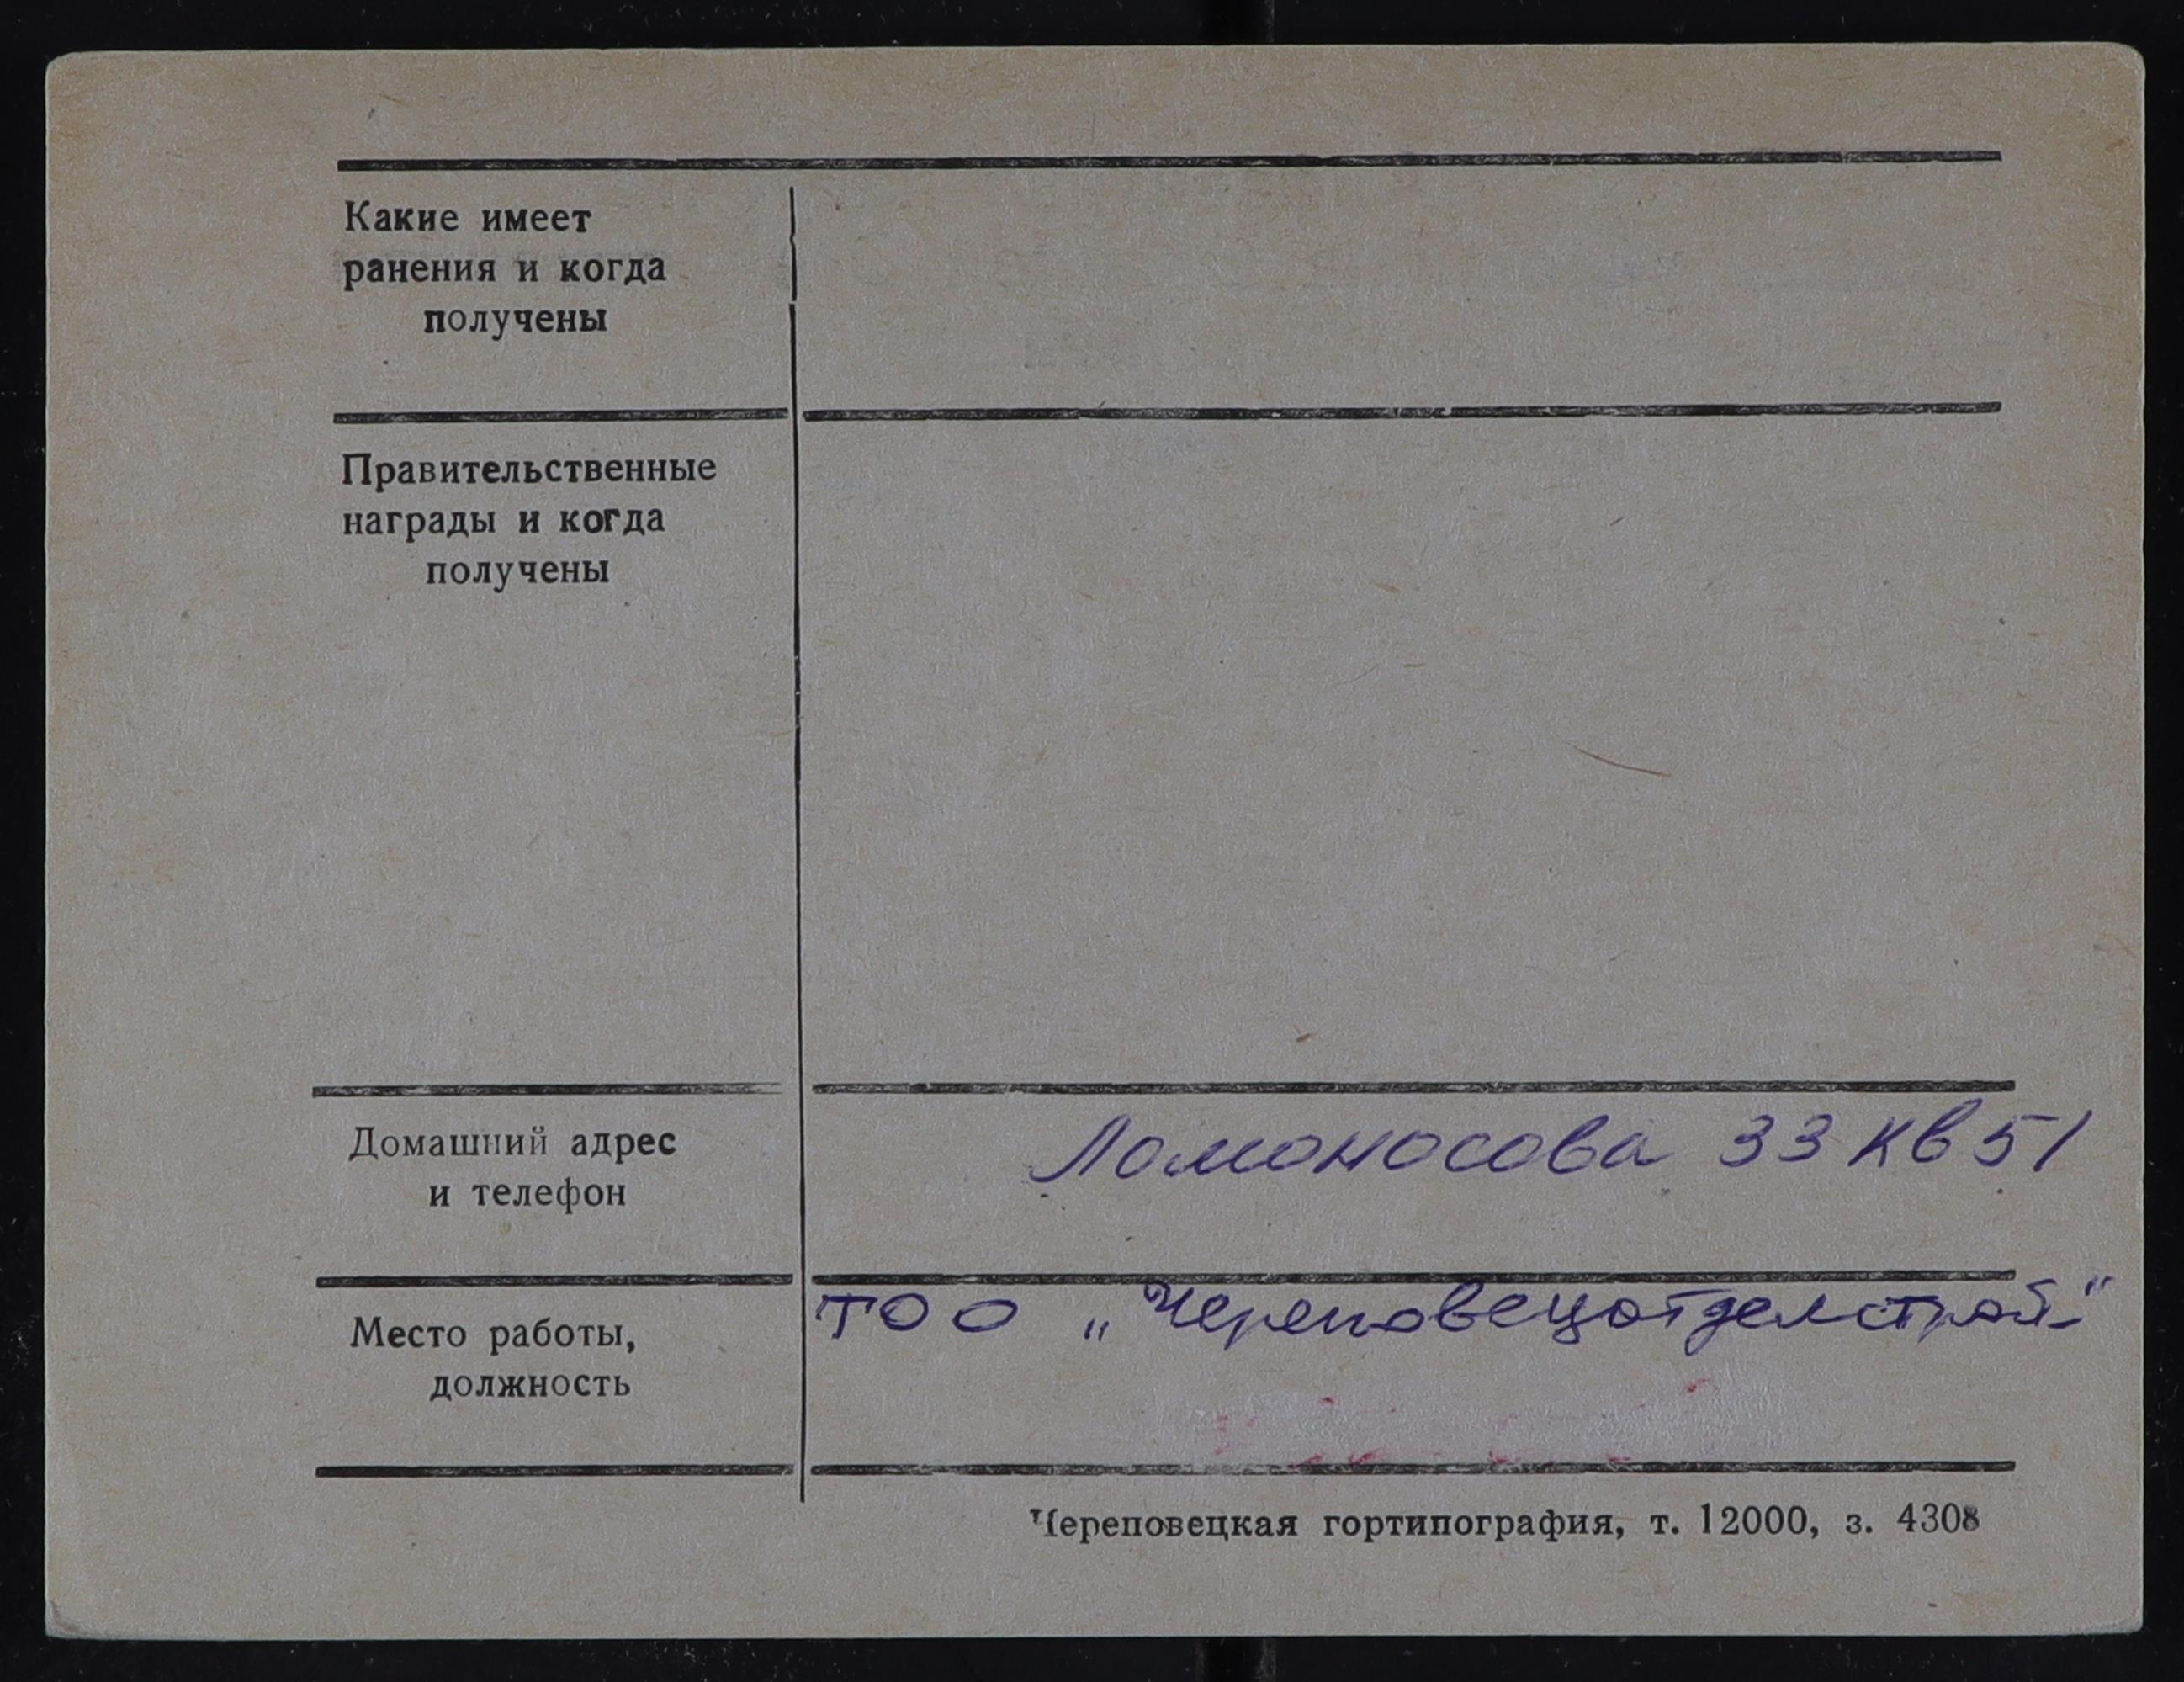 Какие имеет
ранения и когда
получены
Правительственные
награды и когда
получены
Домашний адрес
и телефон
Ломоносова 33 кв 51
Место работы,
должность
ТОО „Череповецотделстрой"
Череповецкая гортипография, т. 12000, з. 4308